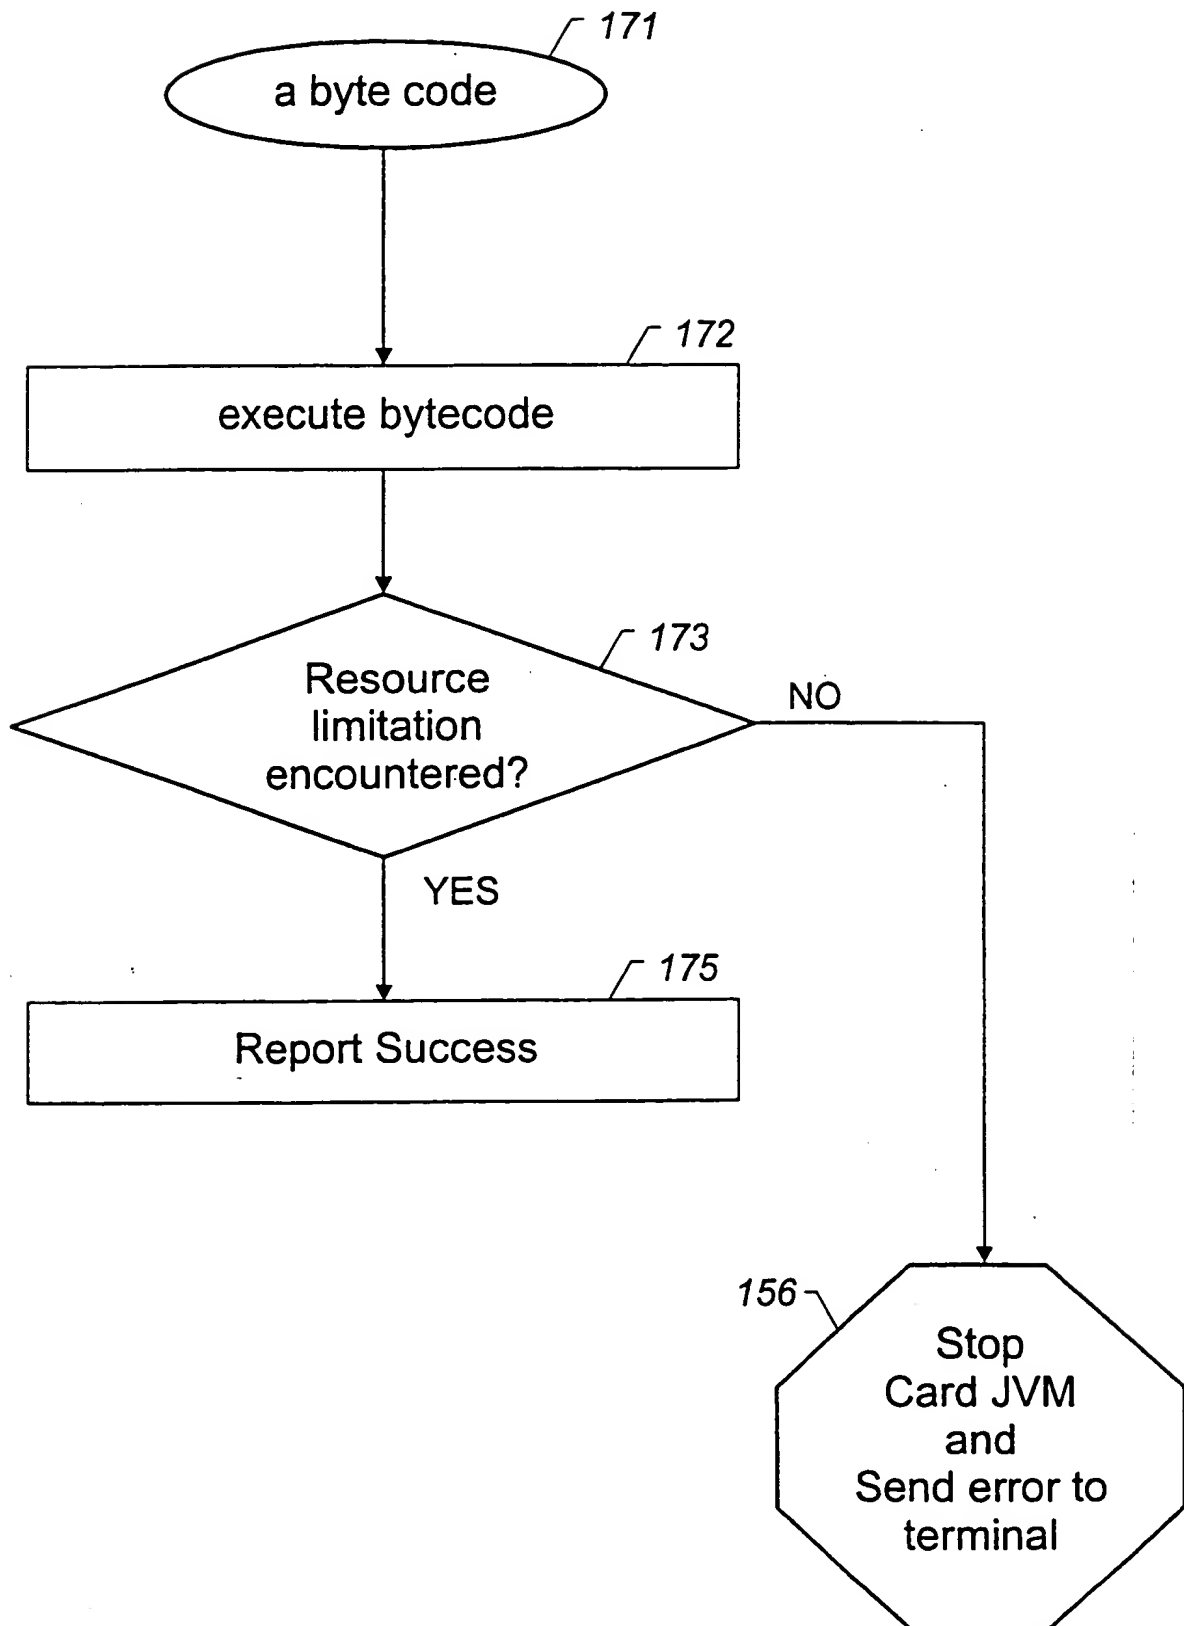 171
a byte code
172
execute bytecode
173
Resource
limitation
encountered?
NO
YES
175
Report Success
156
Stop
Card JVM
and
Send error to
terminal